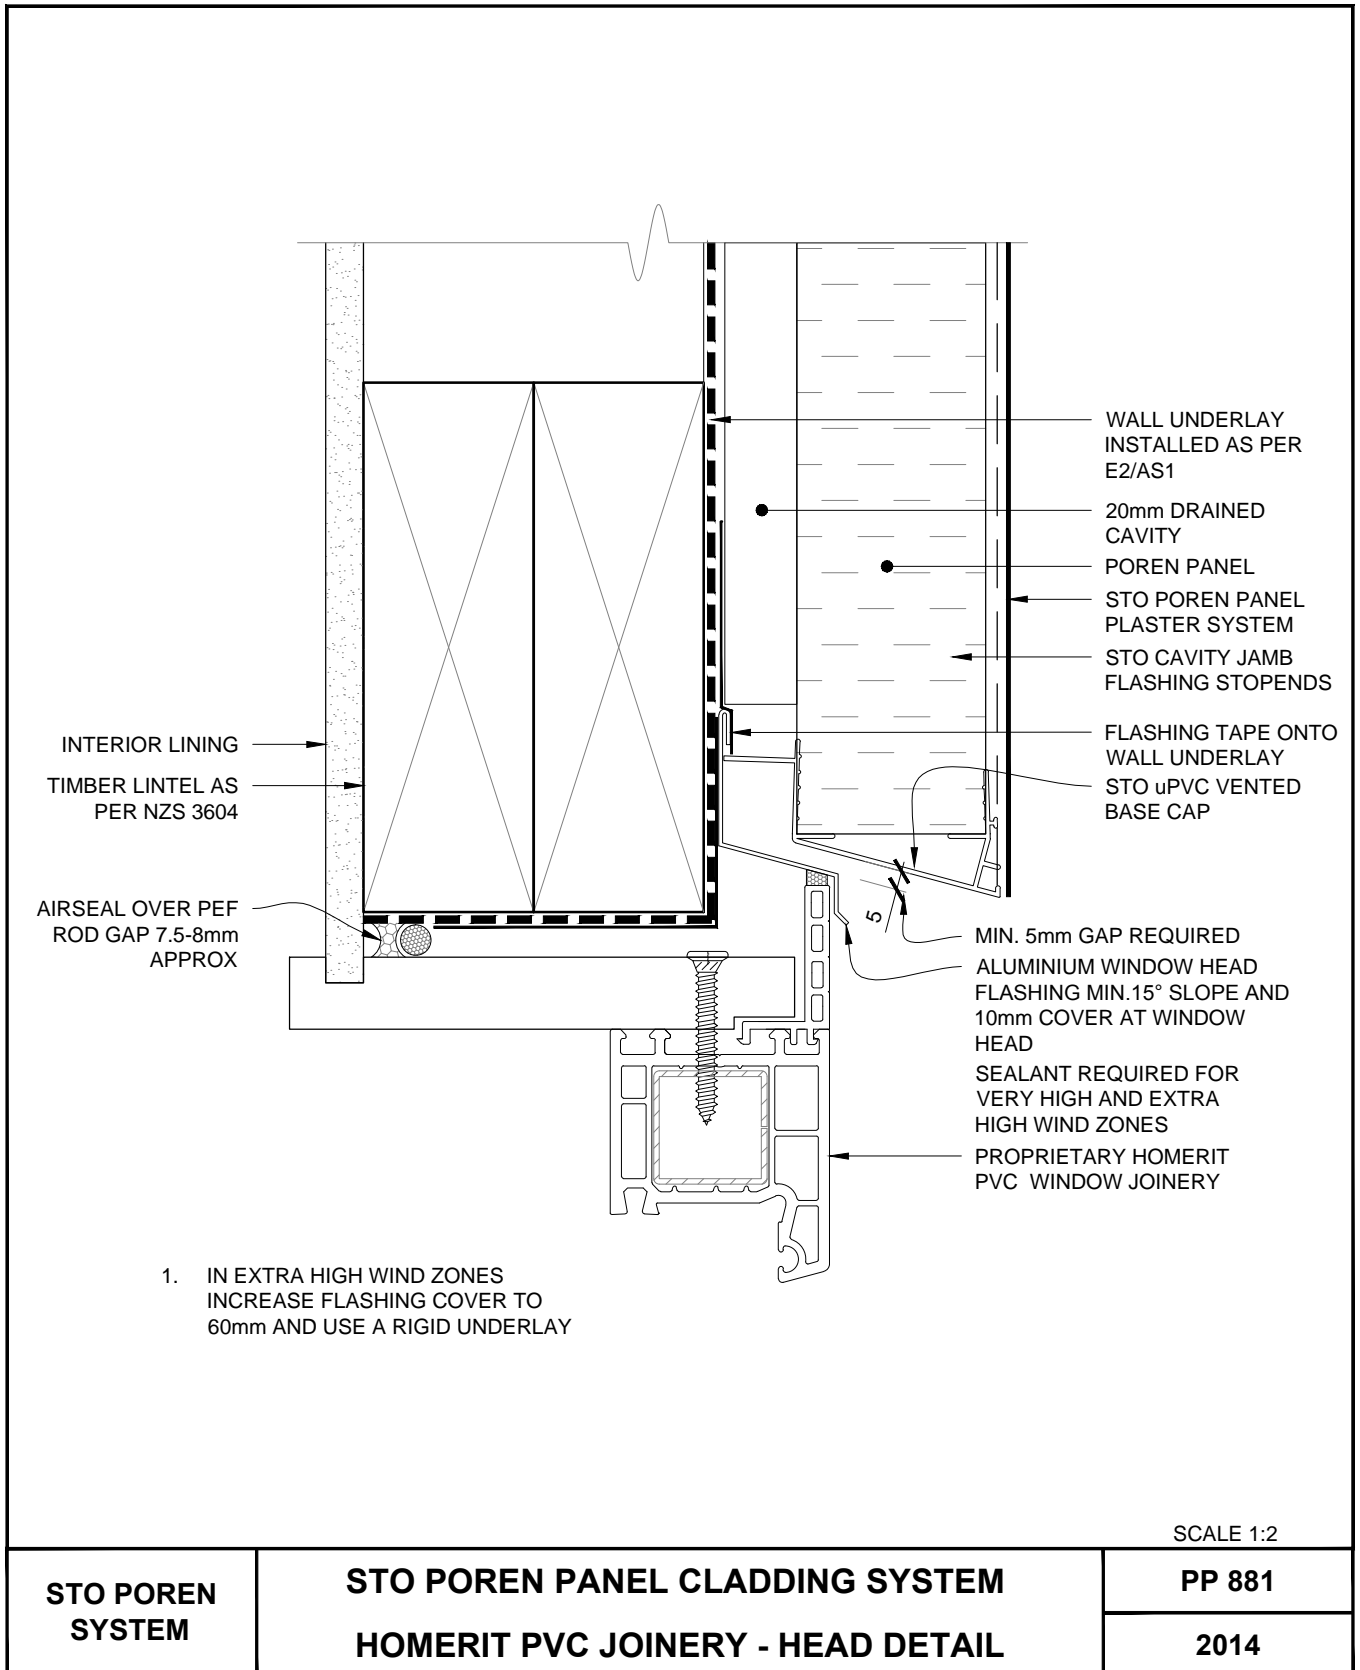 WALL UNDERLAY
INSTALLED AS PER
E2/AS1
20mm DRAINED
CAVITY
POREN PANEL
STO POREN PANEL
PLASTER SYSTEM
STO CAVITY JAMB
FLASHING STOPENDS
FLASHING TAPE ONTO
WALL UNDERLAY
STO uPVC VENTED
BASE CAP
INTERIOR LINING
TIMBER LINTEL AS
PER NZS 3604
AIRSEAL OVER PEF
ROD GAP 7.5-8mm
APPROX
5
MIN. 5mm GAP REQUIRED
ALUMINIUM WINDOW HEAD
FLASHING MIN.15° SLOPE AND
10mm COVER AT WINDOW
HEAD
SEALANT REQUIRED FOR
VERY HIGH AND EXTRA
HIGH WIND ZONES
PROPRIETARY HOMERIT
PVC WINDOW JOINERY
1. IN EXTRA HIGH WIND ZONES
INCREASE FLASHING COVER TO
60mm AND USE A RIGID UNDERLAY
SCALE 1:2
STO POREN
SYSTEM
STO POREN PANEL CLADDING SYSTEM
HOMERIT PVC JOINERY - HEAD DETAIL
PP 881
2014